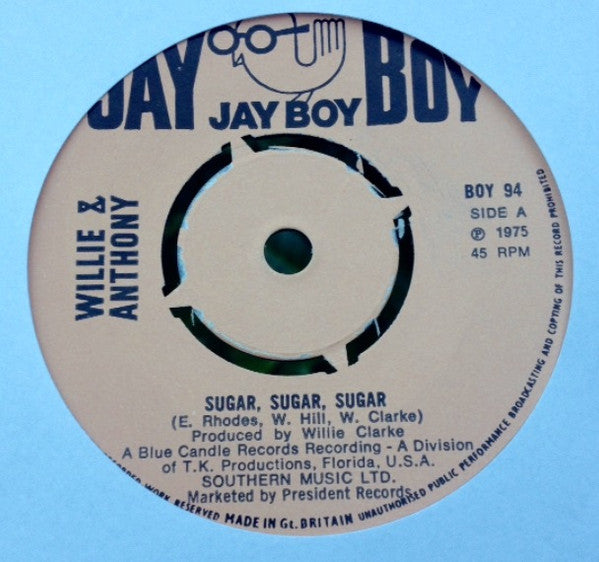 JAY BOY
JAY BOY
WILLIE &
ANTHONY
BOY 94
SIDE A
Ⓟ 1975
45 RPM
SUGAR, SUGAR, SUGAR
(E. Rhodes, W. Hill, W. Clarke)
Produced by Willie Clarke
A Blue Candle Records Recording - A Division
of T.K. Productions, Florida, U.S.A.
SOUTHERN MUSIC LTD.
Marketed by President Records
WORK RESERVED UNAUTHORISED PUBLIC PERFORMANCE BROADCASTING AND COPYING OF THIS RECORD PROHIBITED
MADE IN Gt. BRITAIN